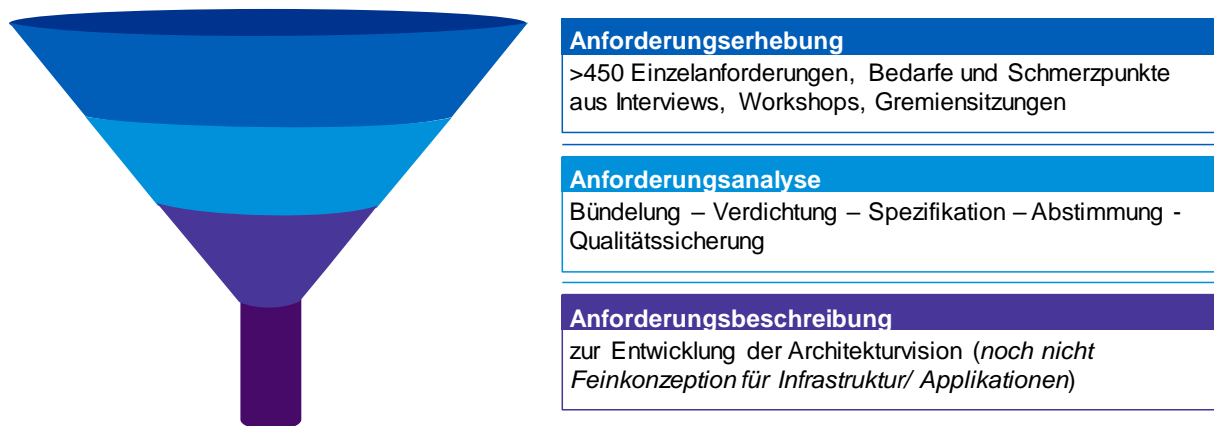 Anforderungserhebung
>450 Einzelanforderungen, Bedarfe und Schmerzpunkte
aus Interviews, Workshops, Gremiensitzungen
Anforderungsanalyse
Bündelung – Verdichtung – Spezifikation – Abstimmung -
Qualitätssicherung
Anforderungsbeschreibung
zur Entwicklung der Architekturvision (noch nicht
Feinkonzeption für Infrastruktur/ Applikationen)